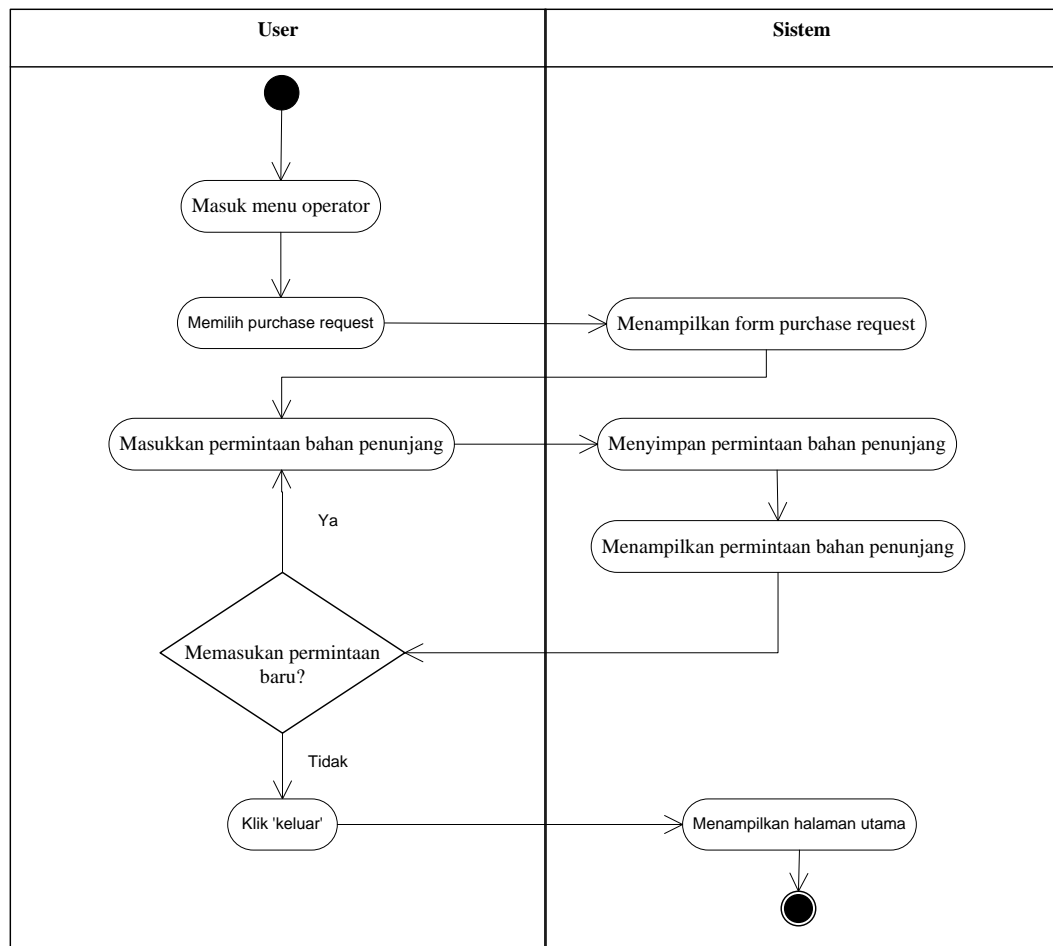 User
Sistem
Masuk menu operator
Memilih purchase request
Menampilkan form purchase request
Masukkan permintaan bahan penunjang
Menyimpan permintaan bahan penunjang
Ya
Menampilkan permintaan bahan penunjang
Memasukan permintaan
baru?
Tidak
Klik 'keluar'
Menampilkan halaman utama